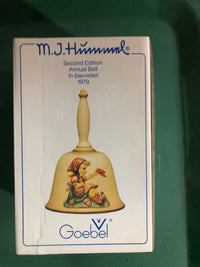 M.J.Hummel®
Second Edition
Annual Bell
in bas-relief
1979
Goebel®